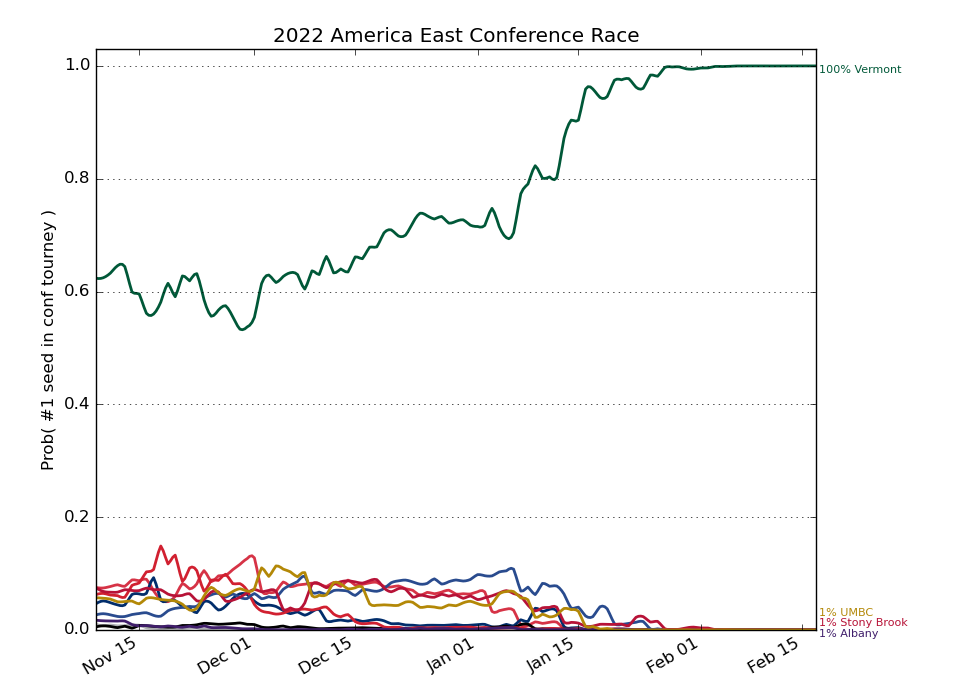 2022 America East Conference Race
Prob( #1 seed in conf tourney )
1.0
0.8
0.6
0.4
0.2
0.0
Nov 15
Dec 01
Dec 15
Jan 01
Jan 15
Feb 01
Feb 15
100% Vermont
1% UMBC
1% Stony Brook
1% Albany